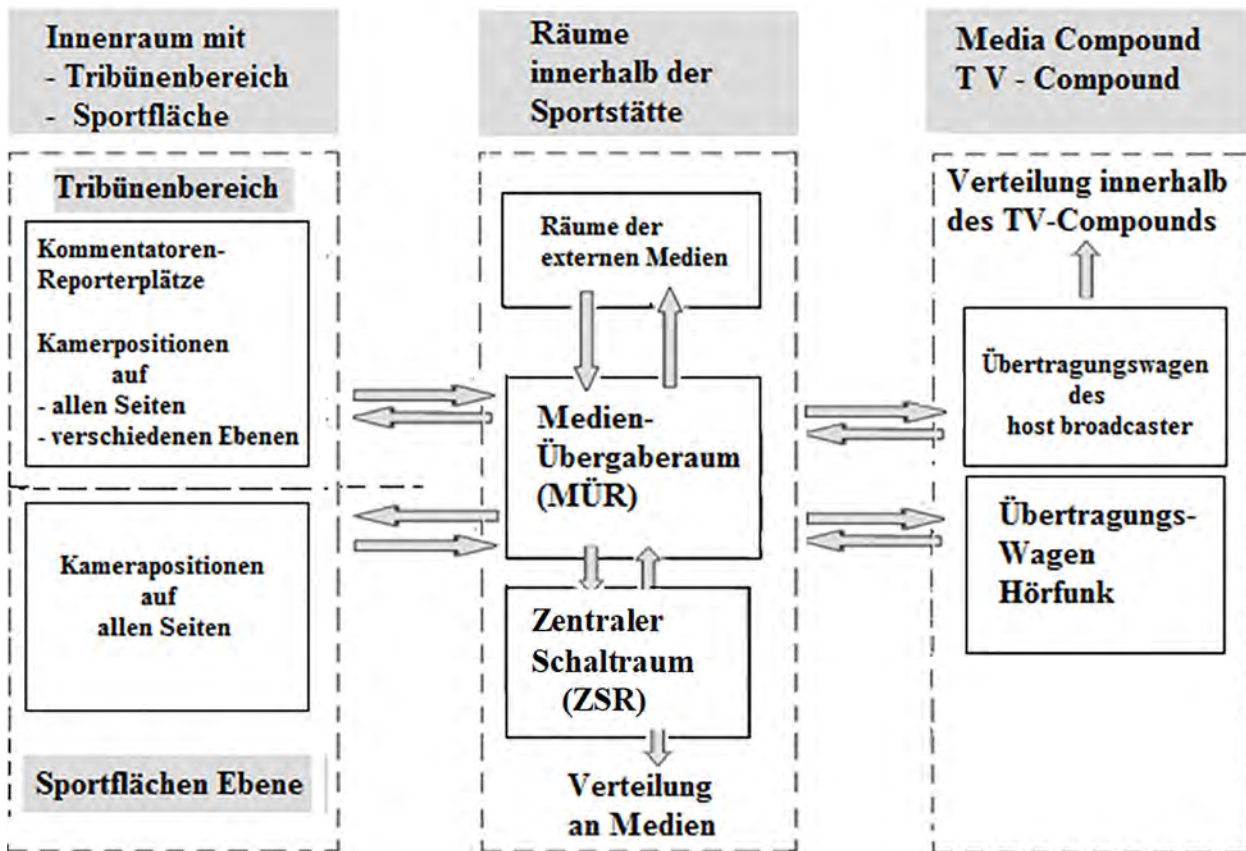 Innenraum mit
- Tribünenbereich
- Sportfläche
Tribünenbereich
Kommentatoren-
Reporterplätze
Kamerpositionen
auf
- allen Seiten
- verschiedenen Ebenen
Kamerapositionen
auf
allen Seiten
Sportflächen Ebene
Räume
innerhalb der
Sportstätte
Räume der
externen Medien
Medien-
Übergaberaum
(MÜR)
Zentraler
Schaltraum
(ZSR)
Verteilung
an Medien
Media Compound
T V - Compound
Verteilung innerhalb
des TV-Compounds
Übertragungswagen
des
host broadcaster
Übertragungs-
Wagen
Hörfunk